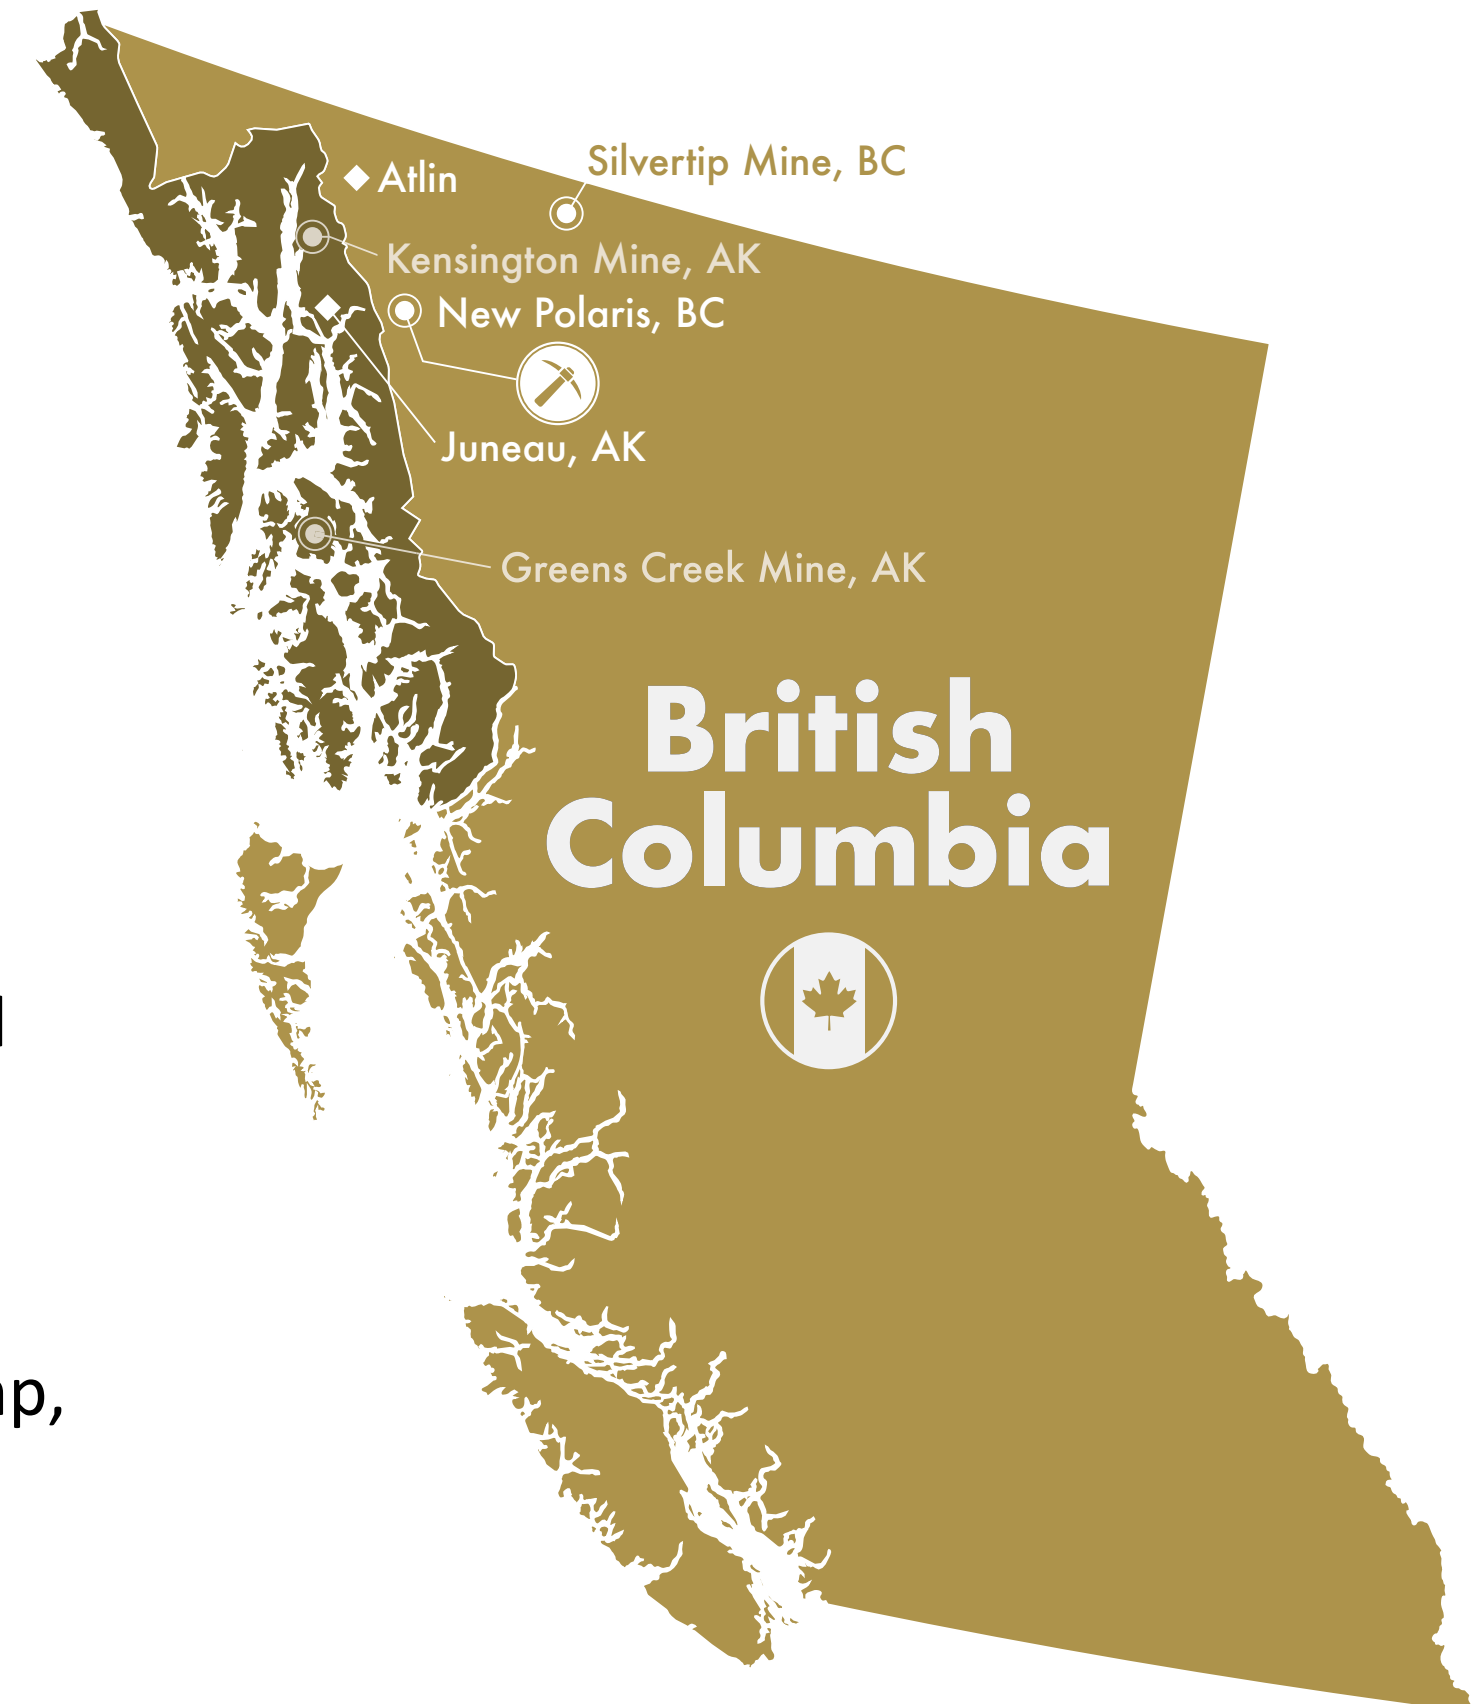 Silvertip Mine, BC
Atlin
Kensington Mine, AK
New Polaris, BC
Juneau, AK
Greens Creek Mine, AK
British
Columbia